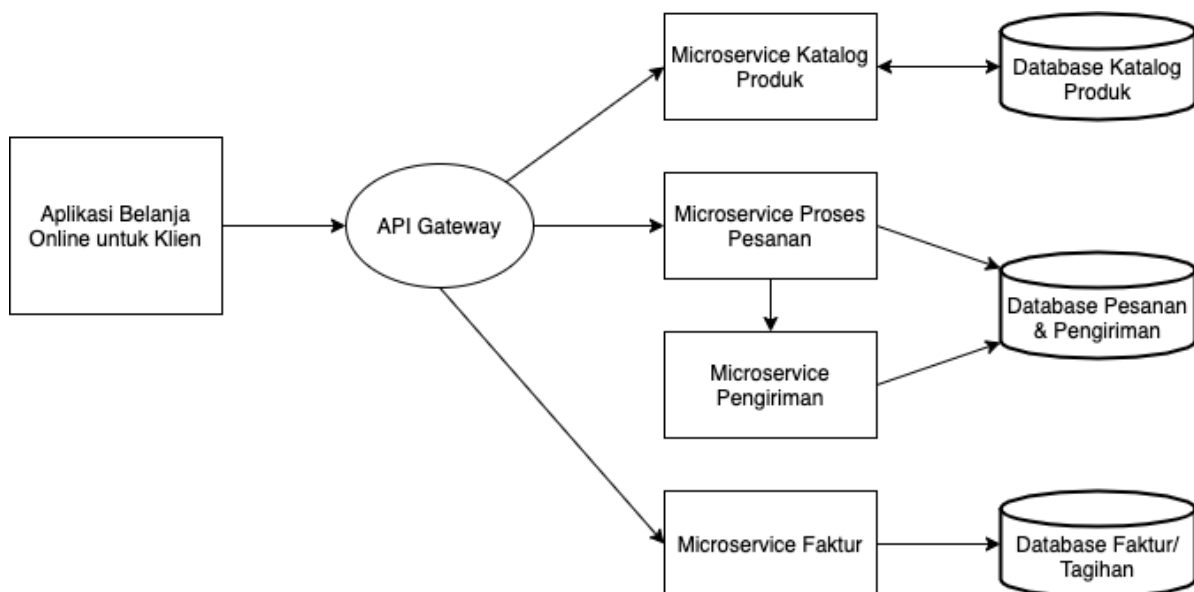 Aplikasi Belanja
Online untuk Klien
API Gateway
Microservice Katalog
Produk
Database Katalog
Produk
Microservice Proses
Pesanan
Database Pesanan
& Pengiriman
Microservice
Pengiriman
Microservice Faktur
Database Faktur/
Tagihan